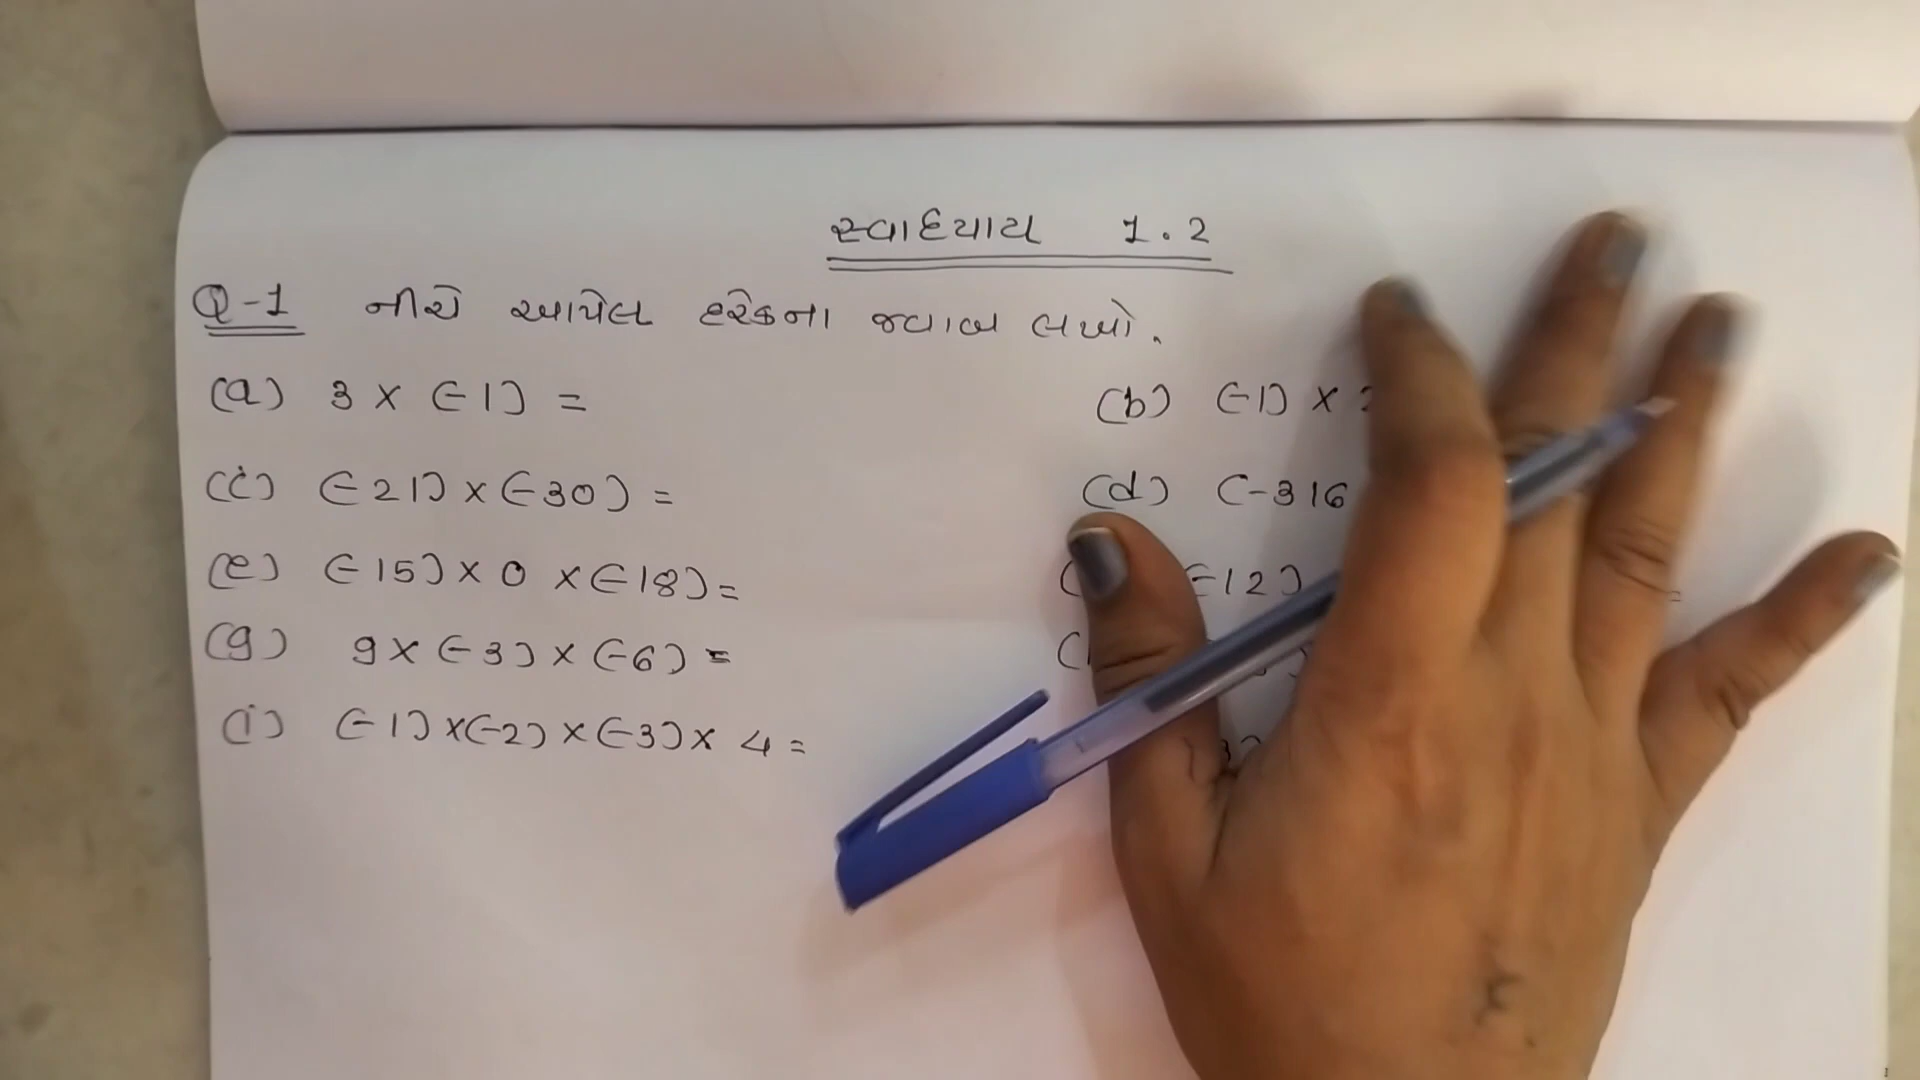 સ્વાધ્યાય 1.2
Q-1 નીચે આપેલ દરેકના જવાબ લખો.
(a) 3 × (-1) =
(b) (-1) ×
(c) (-21) × (-30) =
(d) (-316
(e) (-15) × 0 × (-18) =
(-12)
(g) 9 × (-3) × (-6) =
(i) (-1) × (-2) × (-3) × 4 =